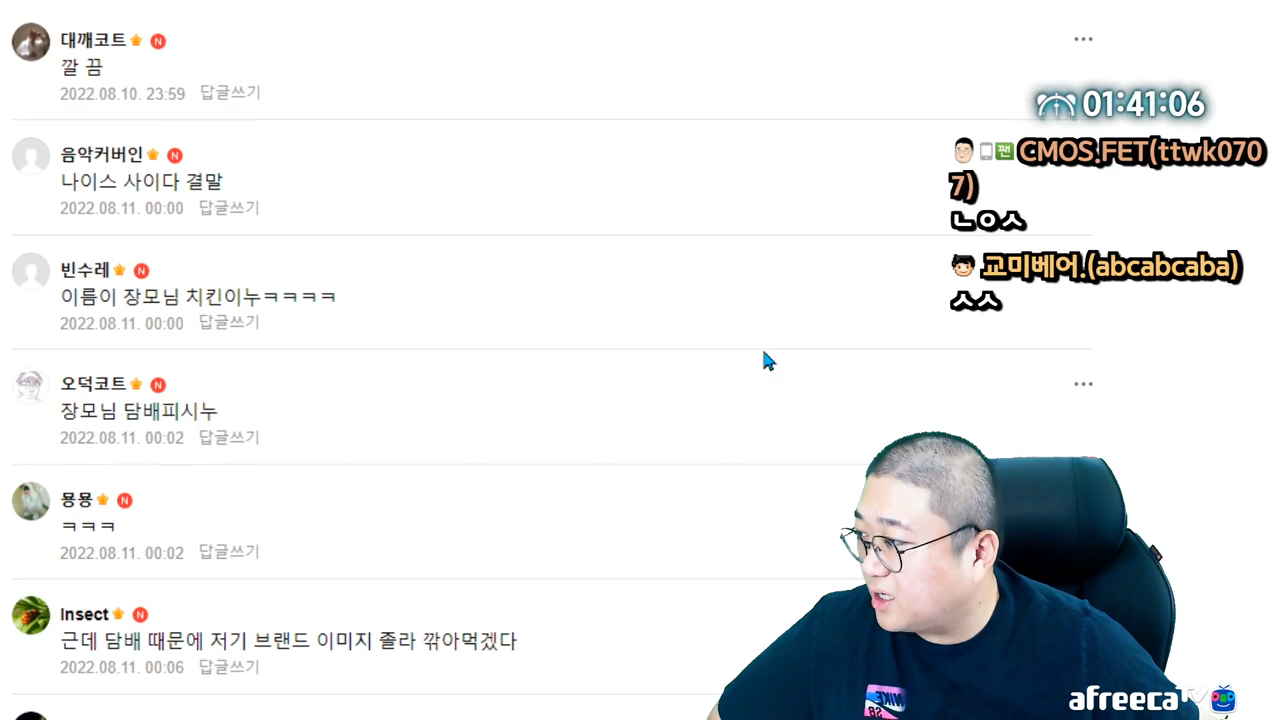 대깨코트 N
깔 끔
2022.08.10. 23:59 답글쓰기
음악커버인 N
나이스 사이다 결말
2022.08.11. 00:00 답글쓰기
빈수레 N
이름이 장모님 치킨이누ㅋㅋㅋㅋ
2022.08.11. 00:00 답글쓰기
오덕코트 N
장모님 담배피시누
2022.08.11. 00:02 답글쓰기
묭묭 N
ㅋㅋㅋ
2022.08.11. 00:02 답글쓰기
Insect N
근데 담배 때문에 저기 브랜드 이미지 졸라 깎아먹겠다
2022.08.11. 00:06 답글쓰기
01:41:06
팬 CMOS.FET(ttwk070
7)
ㄴㅇㅅ
교미베어.(abcabcaba)
ㅅㅅ
NIKE
SB
afreecaTV